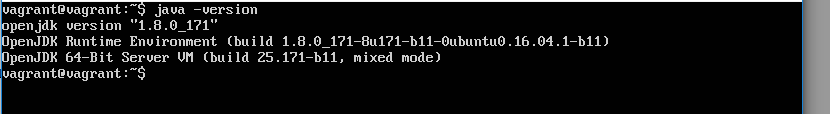 vagrant@vagrant:~$ java -version
openjdk version "1.8.0_171"
OpenJDK Runtime Environment (build 1.8.0_171-8u171-b11-0ubuntu0.16.04.1-b11)
OpenJDK 64-Bit Server VM (build 25.171-b11, mixed mode)
vagrant@vagrant:~$